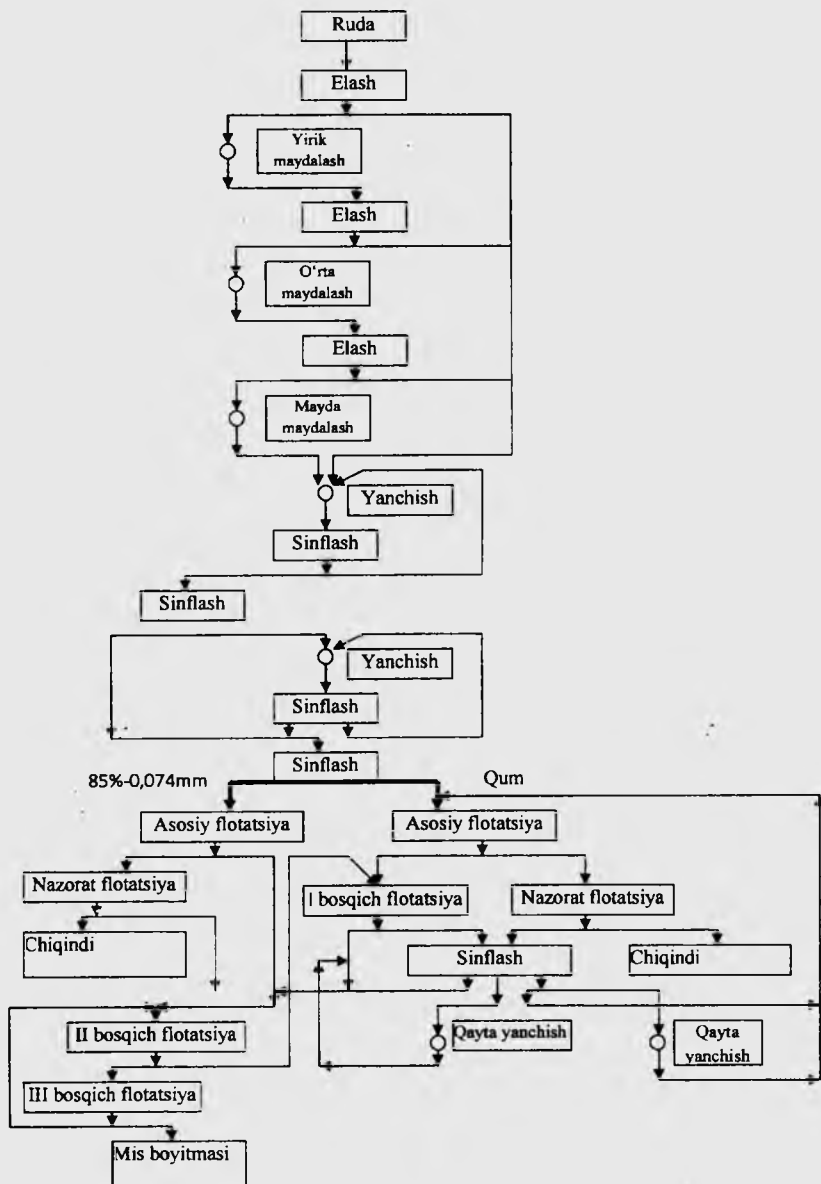 Ruda
Elash
Yirik
maydalash
Elash
O‘rta
maydalash
Elash
Mayda
maydalash
Yanchish
Sinflash
Sinflash
Yanchish
Sinflash
Sinflash
85%-0,074mm
Qum
Asosiy flotatsiya
Asosiy flotatsiya
Nazorat flotatsiya
I bosqich flotatsiya
Nazorat flotatsiya
Chiqindi
Sinflash
Chiqindi
II bosqich flotatsiya
Qayta yanchish
Qayta
yanchish
III bosqich flotatsiya
Mis boyitmasi